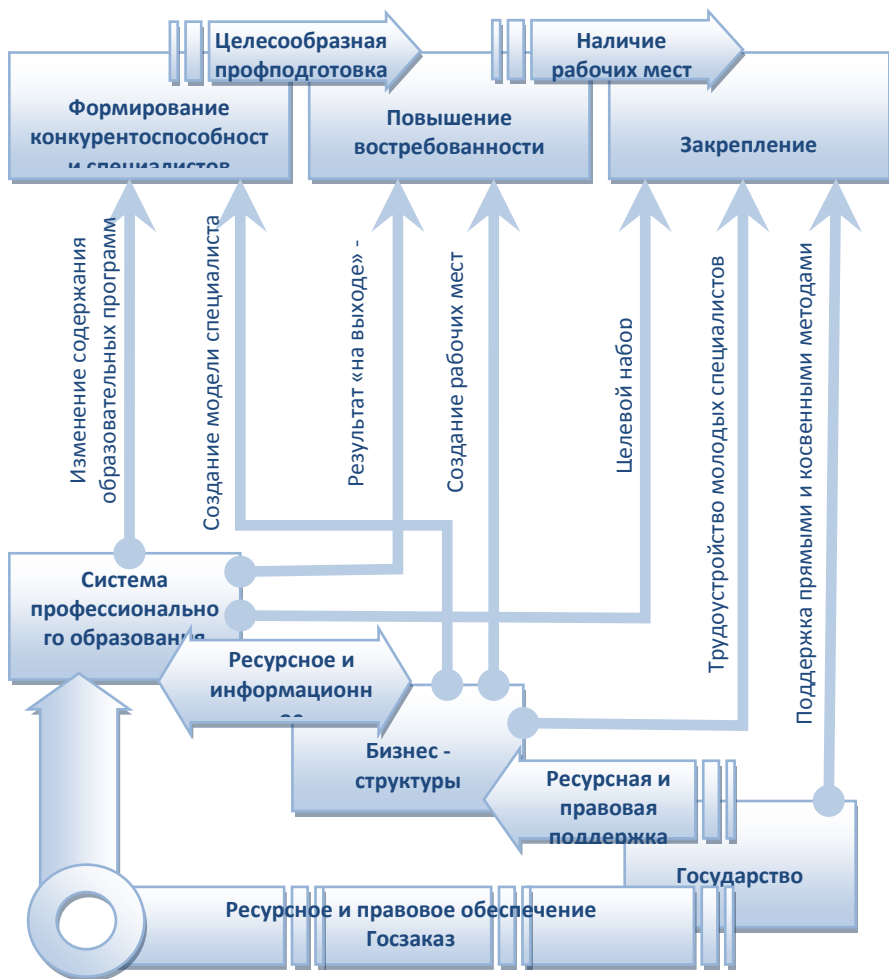 Целесообразная
профподготовка
Наличие
рабочих мест
Формирование
конкурентоспособност
и специалистов
Повышение
востребованности
Закрепление
Изменение содержания
образовательных программ
Создание модели специалиста
Результат «на выходе» -
Создание рабочих мест
Целевой набор
Трудоустройство молодых специалистов
Поддержка прямыми и косвенными методами
Система
профессионально
го образования
Ресурсное и
информационн
Бизнес -
структуры
Ресурсная и
правовая
поддержка
Государство
Ресурсное и правовое обеспечение
Госзаказ